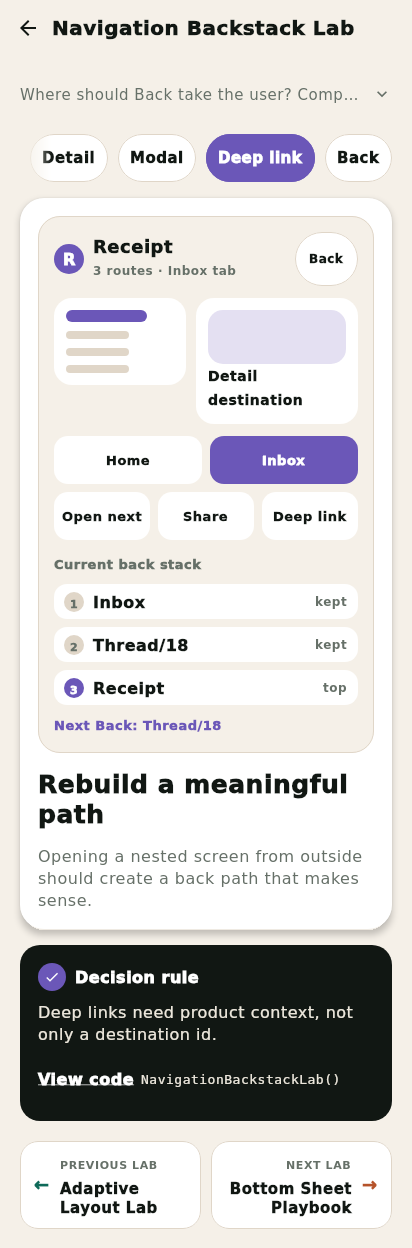 Navigation Backstack Lab
Where should Back take the user? Comp...
Detail
Modal
Deep link
Back
R
Receipt
3 routes · Inbox tab
Back
Detail
destination
Home
Inbox
Open next
Share
Deep link
Current back stack
1 Inbox kept
2 Thread/18 kept
3 Receipt top
Next Back: Thread/18
Rebuild a meaningful
path
Opening a nested screen from outside
should create a back path that makes
sense.
Decision rule
Deep links need product context, not
only a destination id.
View code NavigationBackstackLab()
PREVIOUS LAB
← Adaptive
Layout Lab
NEXT LAB
Bottom Sheet →
Playbook